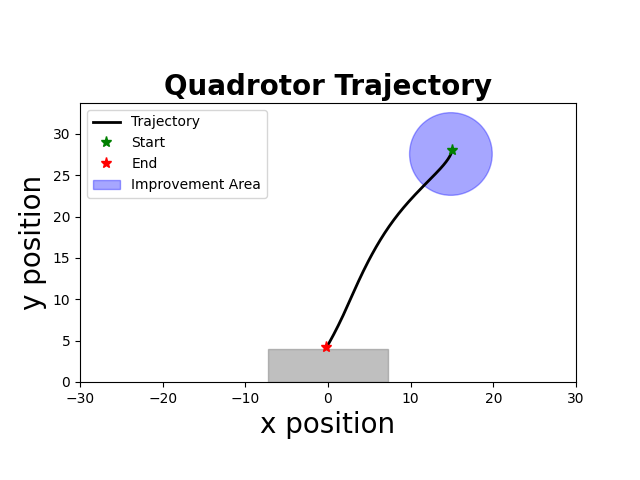 Quadrotor Trajectory
Trajectory
Start
End
Improvement Area
y position
30
25
20
15
10
5
0
−30
−20
−10
0
10
20
30
x position